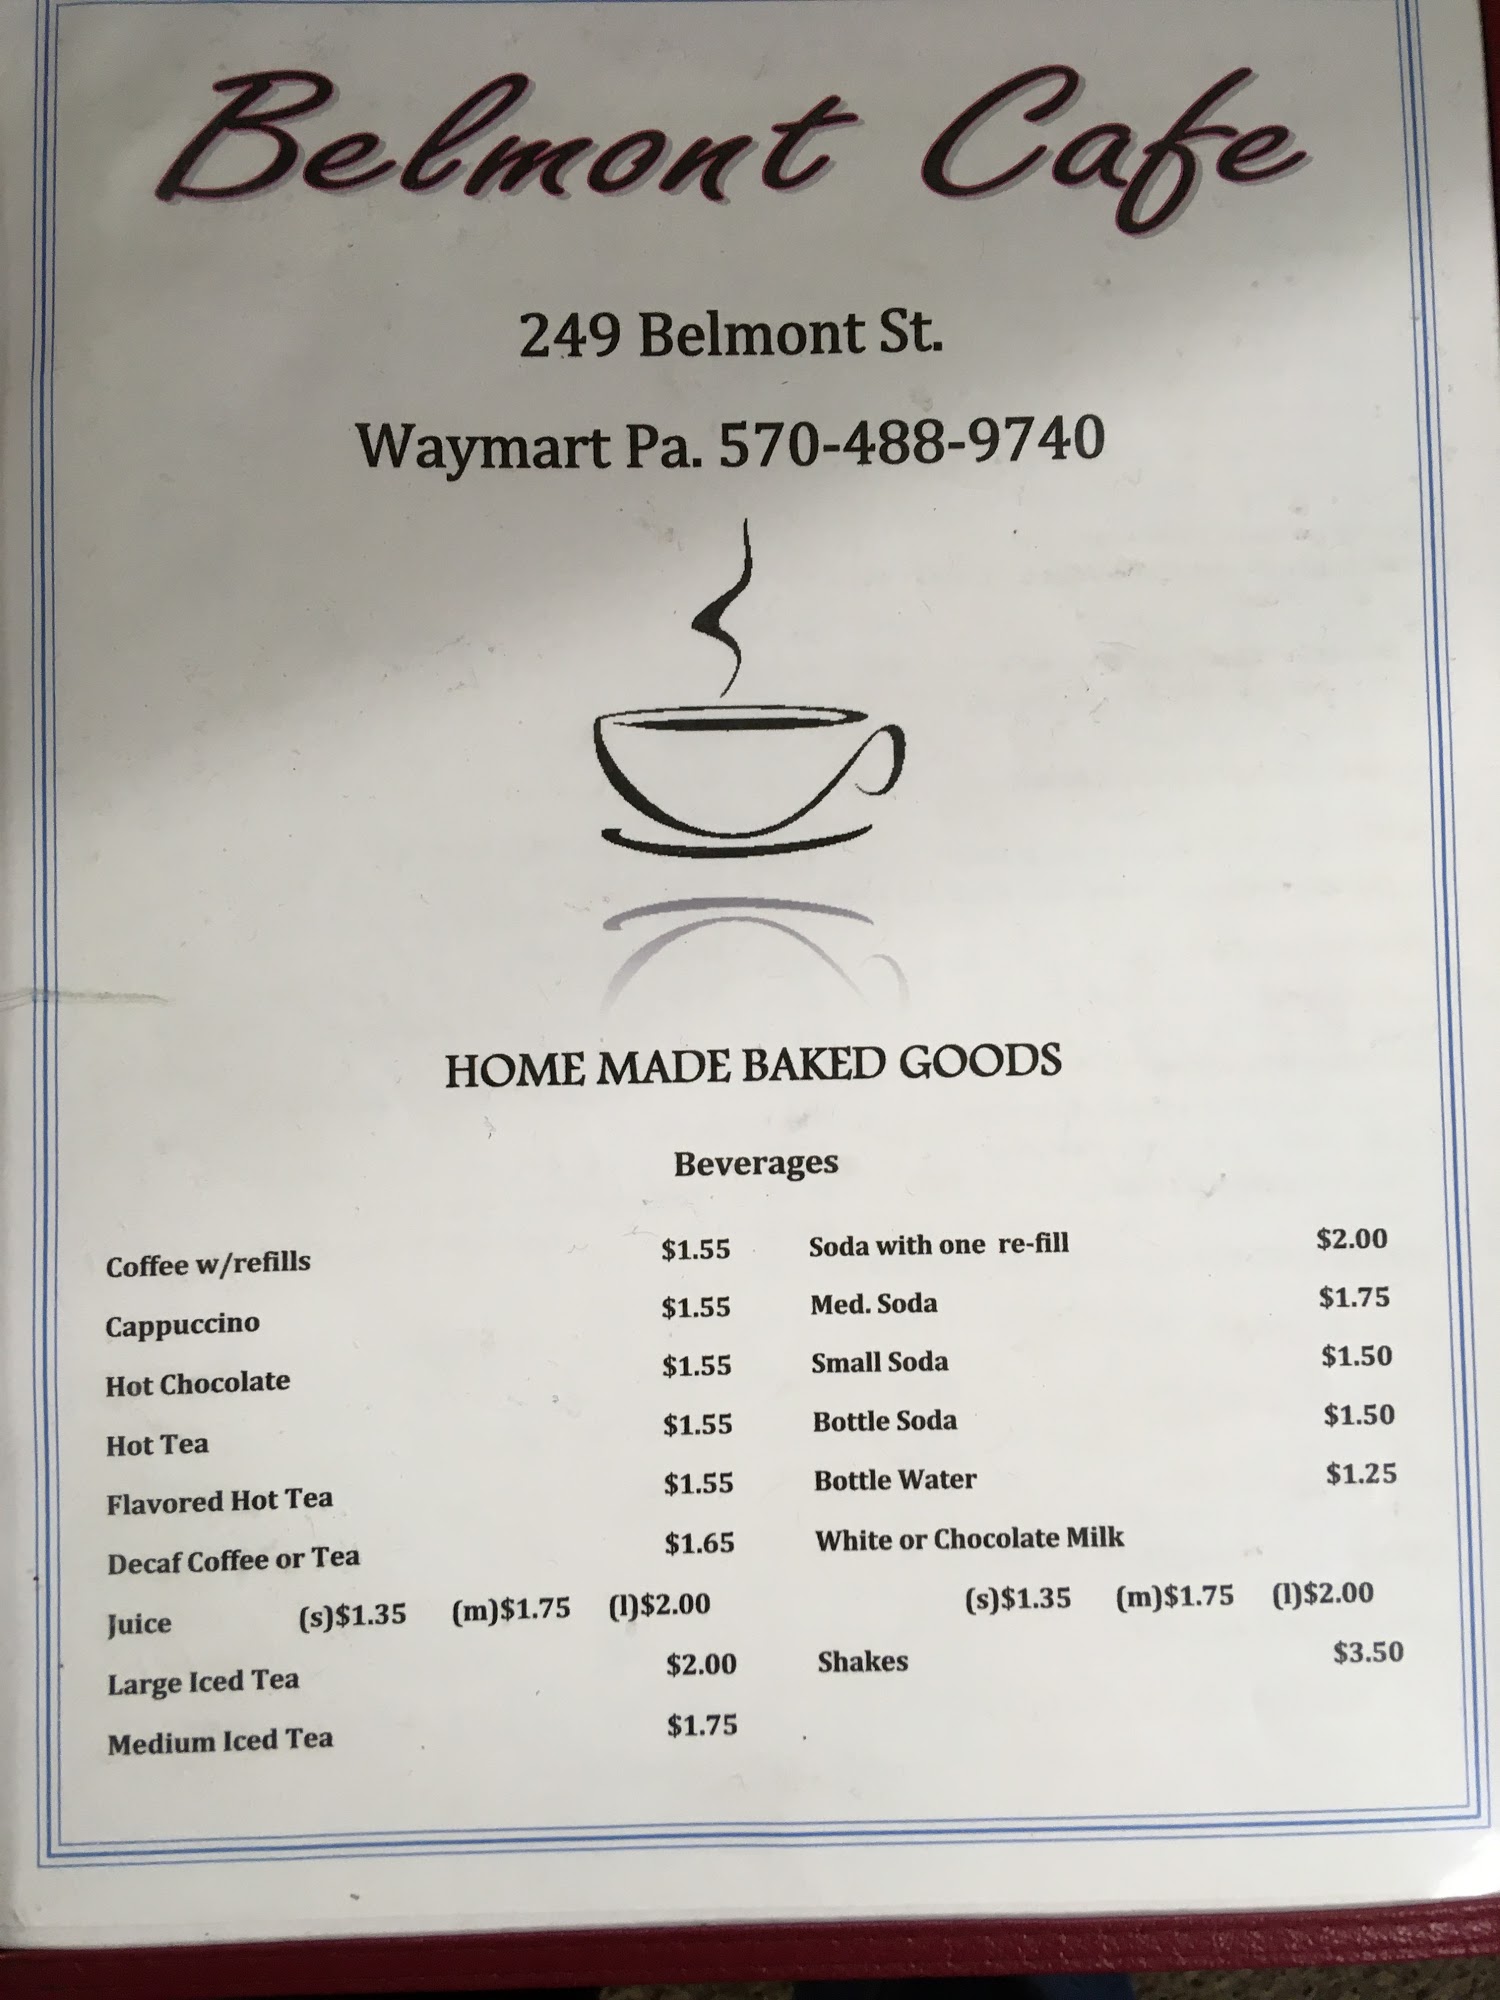 Belmont Cafe
249 Belmont St.
Waymart Pa. 570-488-9740
HOME MADE BAKED GOODS
Beverages
Coffee w/refills $1.55
Cappuccino $1.55
Hot Chocolate $1.55
Hot Tea $1.55
Flavored Hot Tea $1.55
Decaf Coffee or Tea $1.65
Juice (s)$1.35 (m)$1.75 (l)$2.00
Large Iced Tea $2.00
Medium Iced Tea $1.75
Soda with one re-fill $2.00
Med. Soda $1.75
Small Soda $1.50
Bottle Soda $1.50
Bottle Water $1.25
White or Chocolate Milk
(s)$1.35 (m)$1.75 (l)$2.00
Shakes $3.50